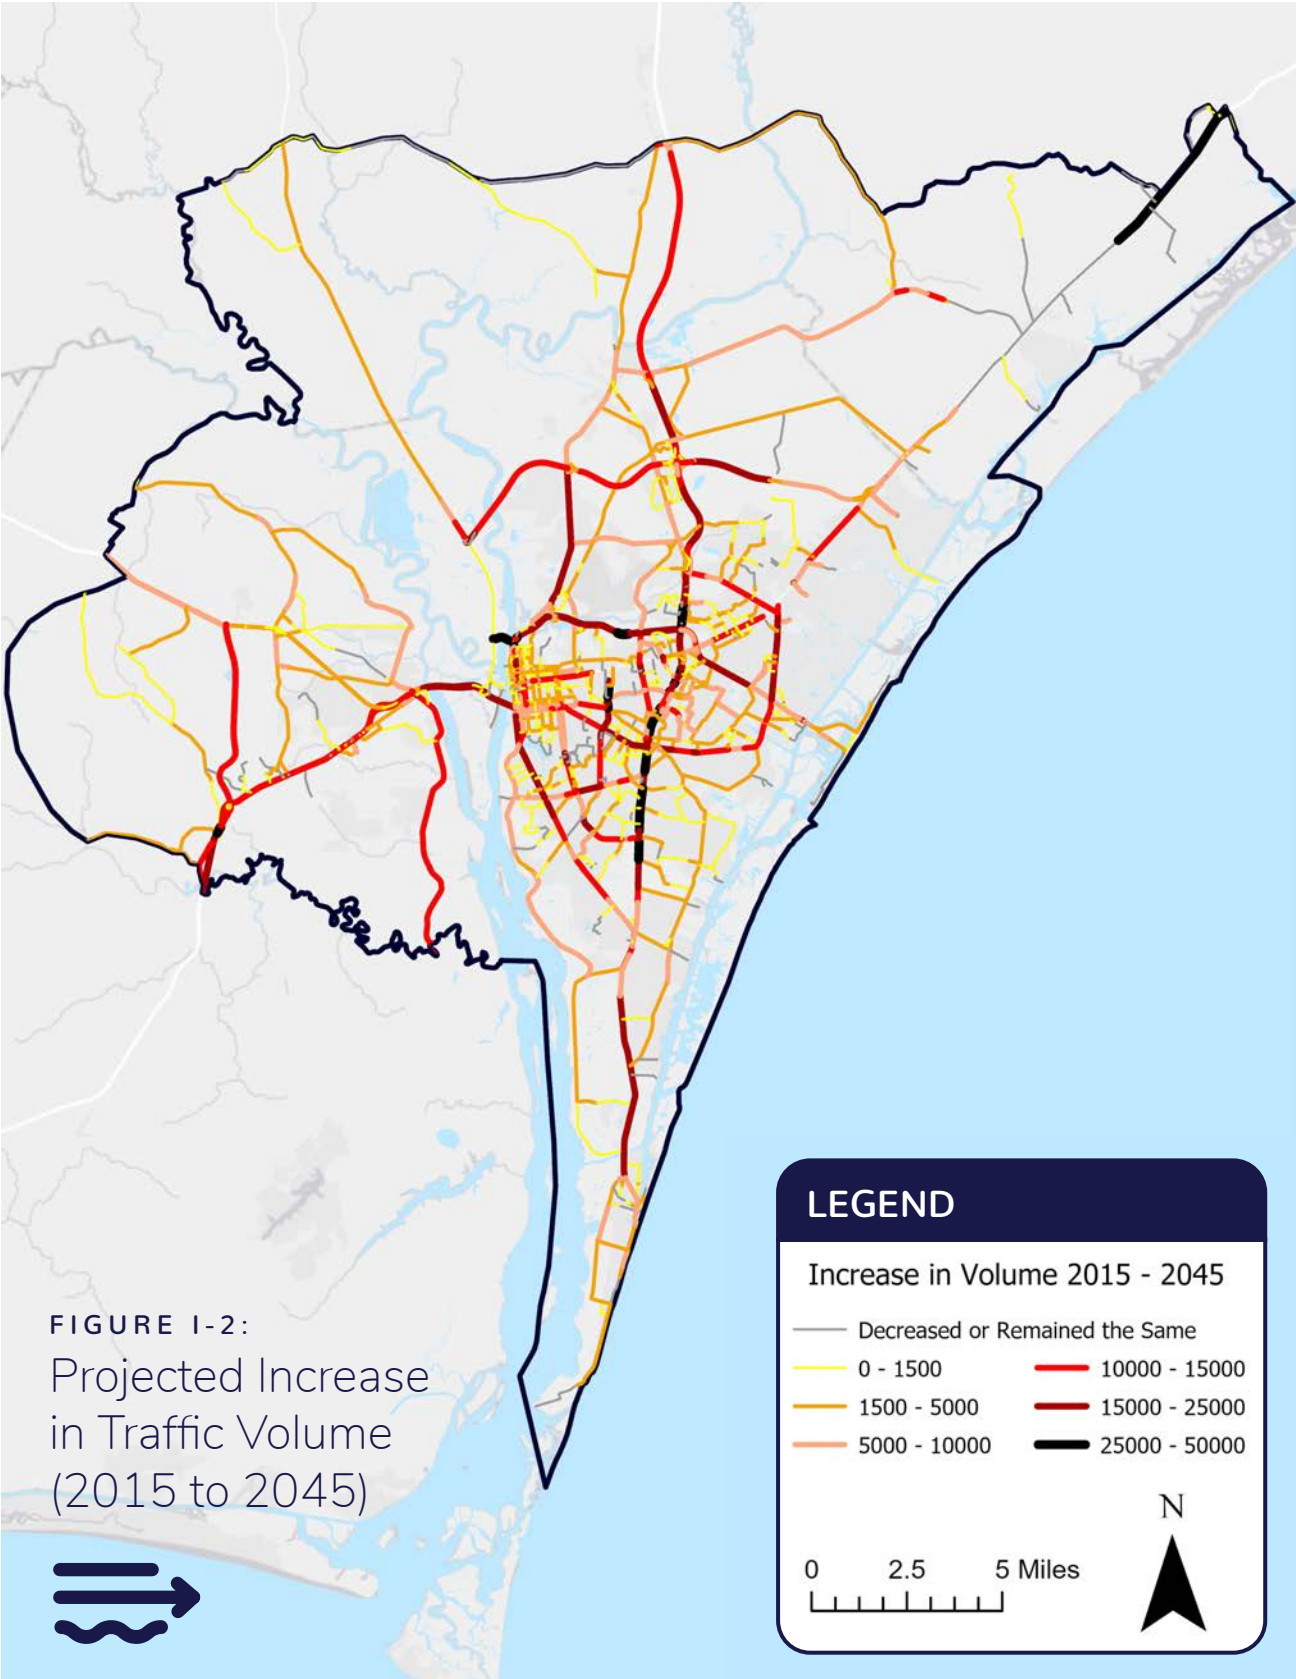 FIGURE I-2:
Projected Increase
in Traffic Volume
(2015 to 2045)
LEGEND
Increase in Volume 2015 - 2045
Decreased or Remained the Same
0 - 1500
1500 - 5000
5000 - 10000
10000 - 15000
15000 - 25000
25000 - 50000
N
0 2.5 5 Miles